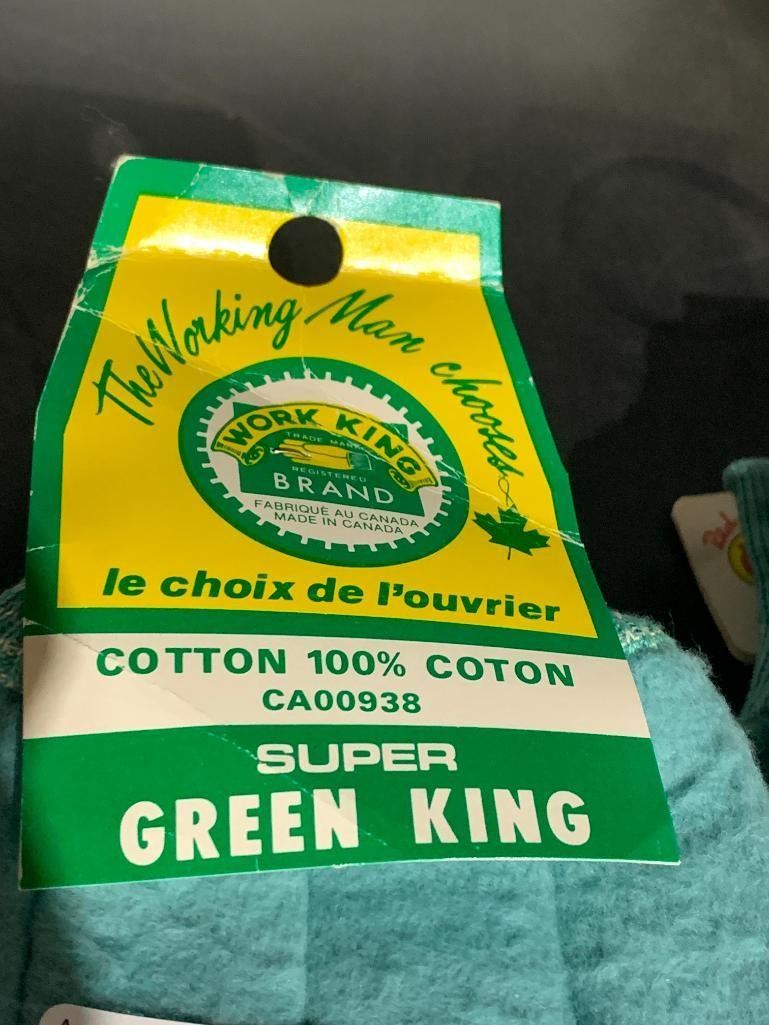 The Working Man chooses
WORK KING
TRADE MARK
REGISTERED
BRAND
FABRIQUÉ AU CANADA
MADE IN CANADA
le choix de l'ouvrier
COTTON 100% COTON
CA00938
SUPER
GREEN KING
Red